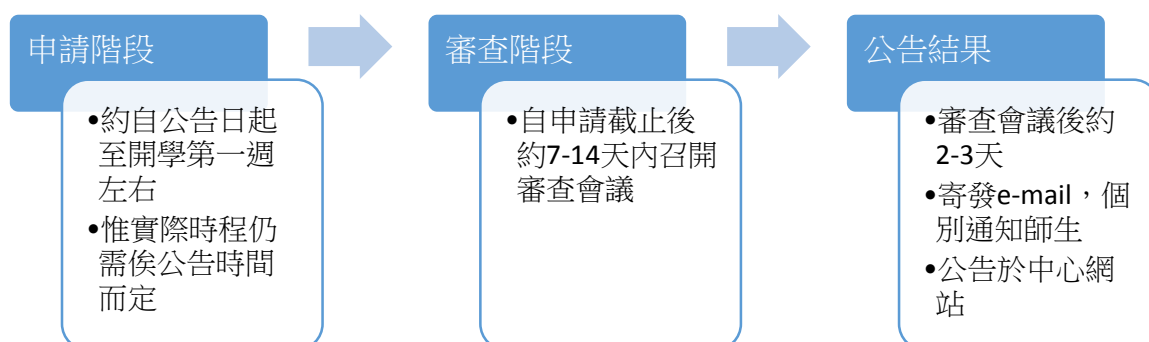 申請階段
•約自公告日起
至開學第一週
左右
•惟實際時程仍
需俟公告時間
而定
審查階段
•自申請截止後
約7-14天內召開
審查會議
公告結果
•審查會議後約
2-3天
•寄發e-mail，個
別通知師生
•公告於中心網
站